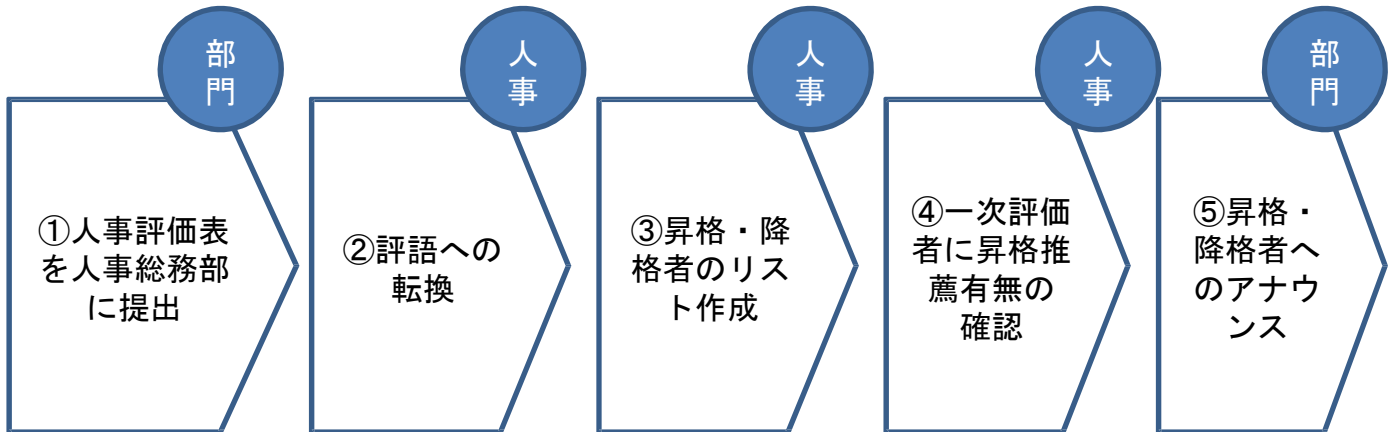 部
門
人
事
人
事
人
事
部
門
①人事評価表
を人事総務部
に提出
②評語への
転換
③昇格・降
格者のリス
ト作成
④一次評価
者に昇格推
薦有無の
確認
⑤昇格・
降格者へ
のアナウ
ンス